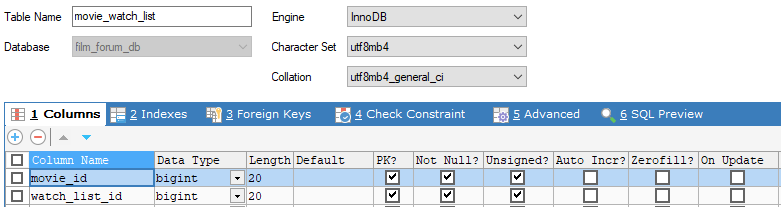 Table Name movie_watch_list Engine InnoDB
Database film_forum_db Character Set utf8mb4
Collation utf8mb4_general_ci
1 Columns 2 Indexes 3 Foreign Keys 4 Check Constraint 5 Advanced 6 SQL Preview
Column Name Data Type Length Default PK? Not Null? Unsigned? Auto Incr? Zerofill? On Update
movie_id bigint 20
watch_list_id bigint 20